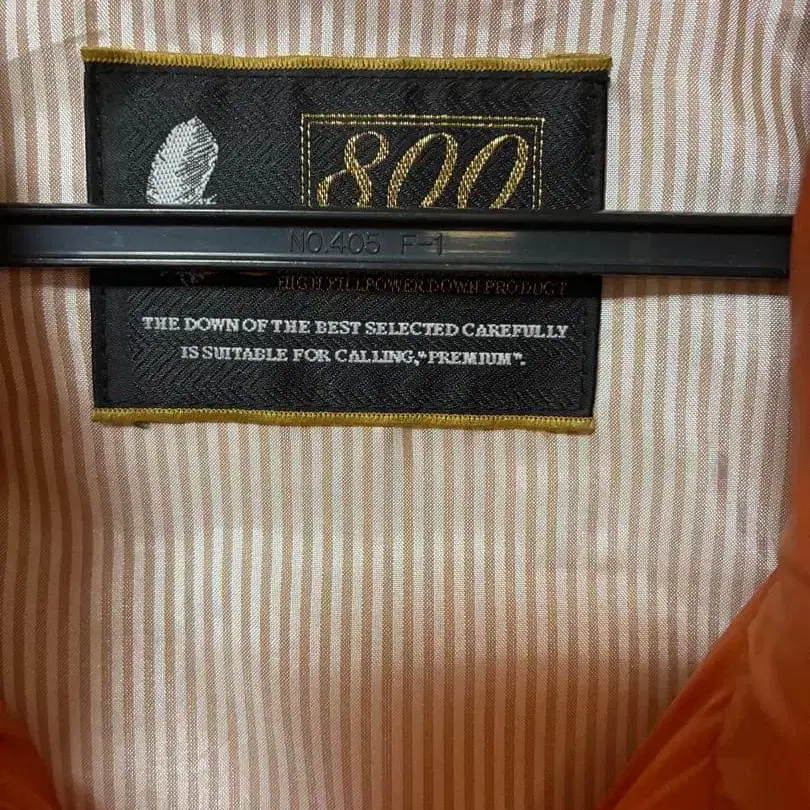 800
NO.405 F-1
HIGH FILLPOWER DOWN PRODUCT
THE DOWN OF THE BEST SELECTED CAREFULLY
IS SUITABLE FOR CALLING,"PREMIUM".